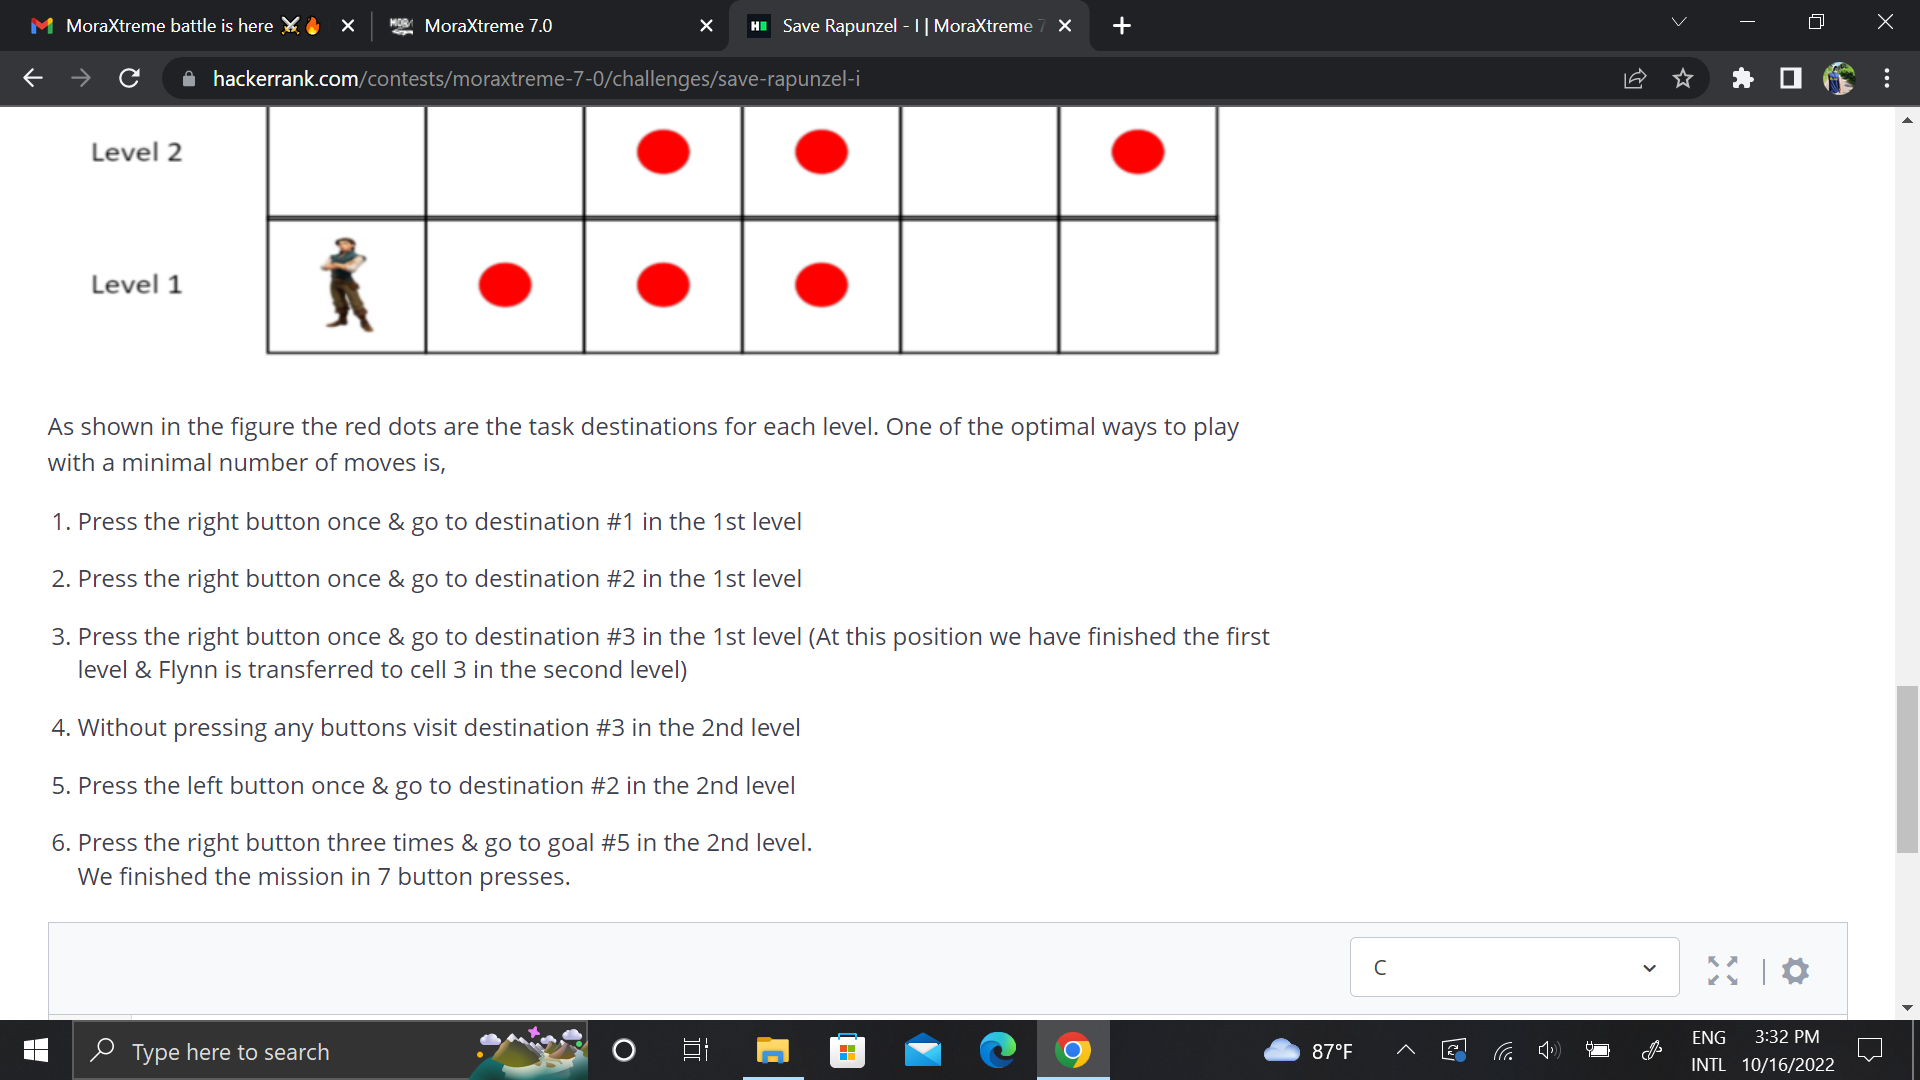 MoraXtreme battle is here
MoraXtreme 7.0
Save Rapunzel - I | MoraXtreme 7
hackerrank.com/contests/moraxtreme-7-0/challenges/save-rapunzel-i
Level 2
Level 1
As shown in the figure the red dots are the task destinations for each level. One of the optimal ways to play
with a minimal number of moves is,
1. Press the right button once & go to destination #1 in the 1st level
2. Press the right button once & go to destination #2 in the 1st level
3. Press the right button once & go to destination #3 in the 1st level (At this position we have finished the first
level & Flynn is transferred to cell 3 in the second level)
4. Without pressing any buttons visit destination #3 in the 2nd level
5. Press the left button once & go to destination #2 in the 2nd level
6. Press the right button three times & go to goal #5 in the 2nd level.
We finished the mission in 7 button presses.
C
Type here to search
87°F
ENG
INTL
3:32 PM
10/16/2022